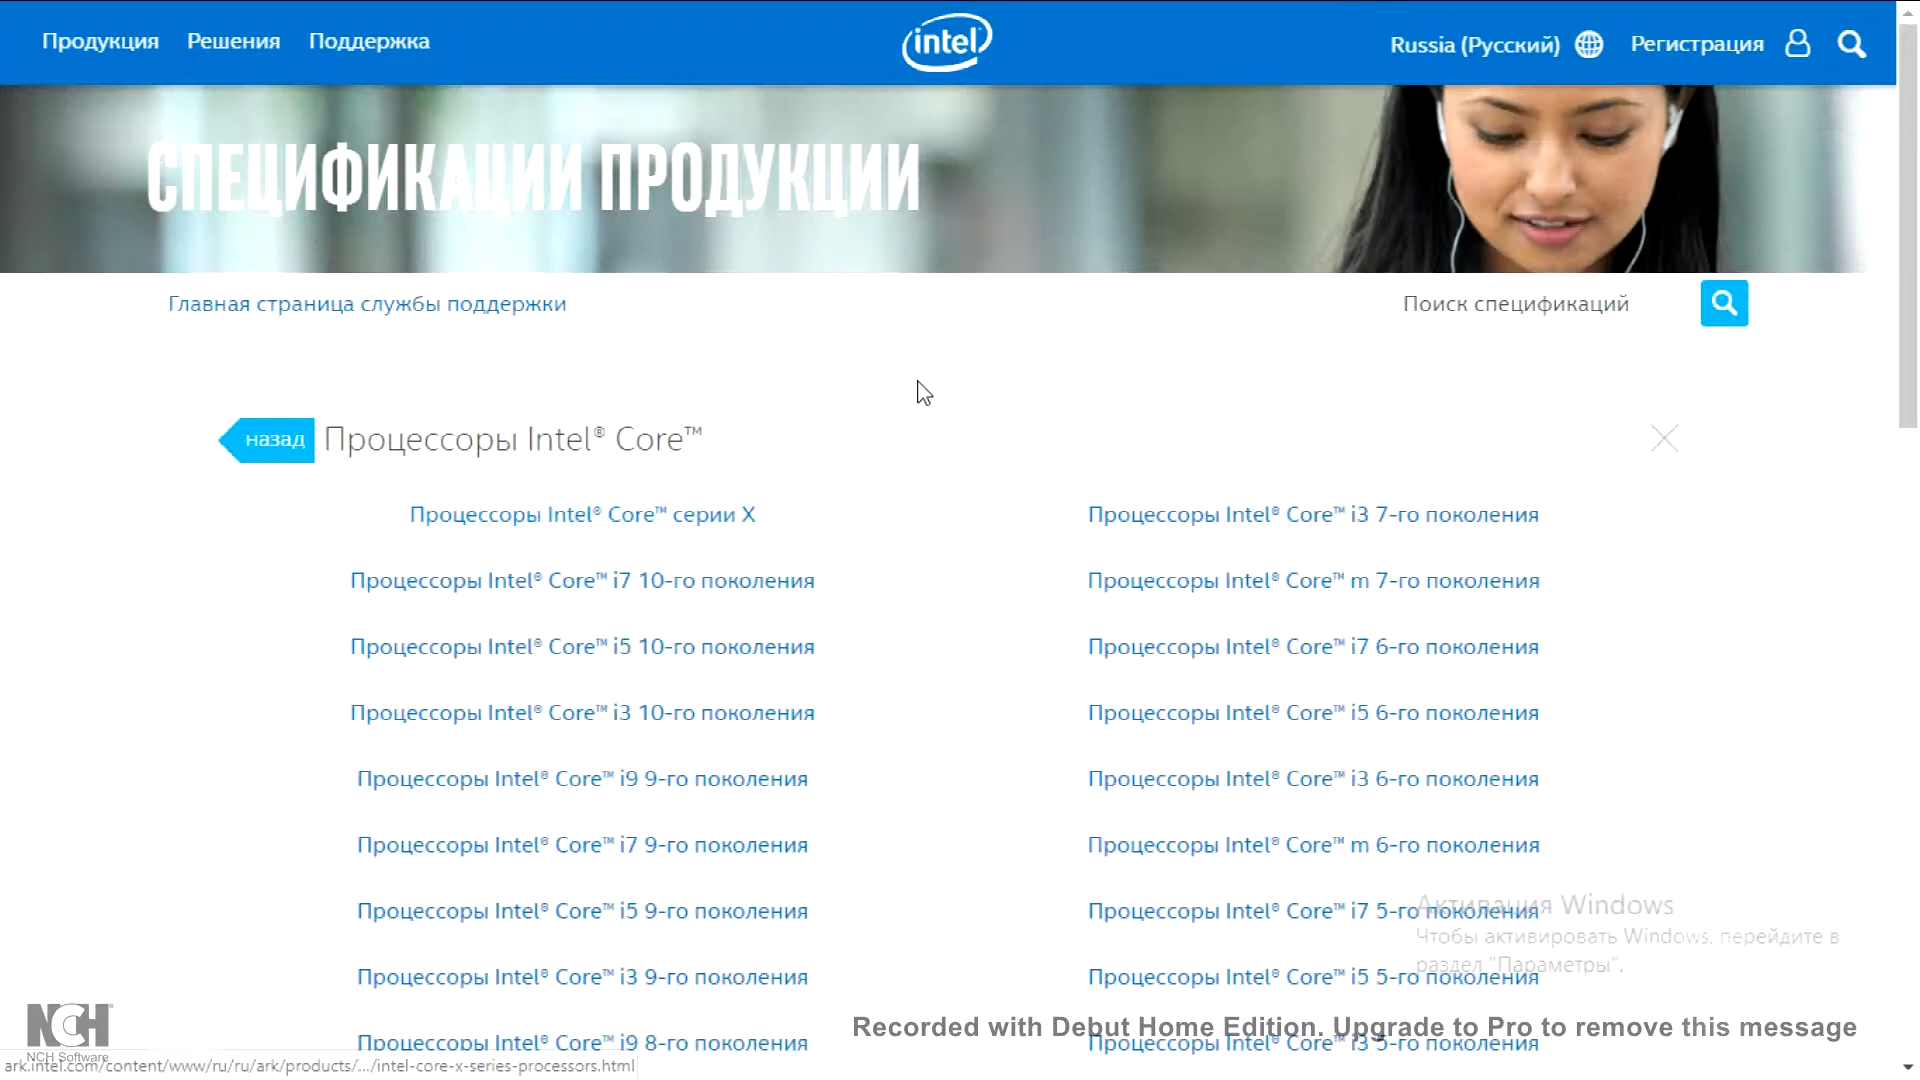 Продукция
Решения
Поддержка
intel
Russia (Русский)
Регистрация
СПЕЦИФИКАЦИИ ПРОДУКЦИИ
Главная страница службы поддержки
Поиск спецификаций
назад
Процессоры Intel® Core™
Процессоры Intel® Core™ серии X
Процессоры Intel® Core™ i7 10-го поколения
Процессоры Intel® Core™ i5 10-го поколения
Процессоры Intel® Core™ i3 10-го поколения
Процессоры Intel® Core™ i9 9-го поколения
Процессоры Intel® Core™ i7 9-го поколения
Процессоры Intel® Core™ i5 9-го поколения
Процессоры Intel® Core™ i3 9-го поколения
Процессоры Intel® Core™ i9 8-го поколения
Процессоры Intel® Core™ i3 7-го поколения
Процессоры Intel® Core™ m 7-го поколения
Процессоры Intel® Core™ i7 6-го поколения
Процессоры Intel® Core™ i5 6-го поколения
Процессоры Intel® Core™ i3 6-го поколения
Процессоры Intel® Core™ m 6-го поколения
Процессоры Intel® Core™ i7 5-го поколения
Процессоры Intel® Core™ i5 5-го поколения
Процессоры Intel® Core™ i3 5-го поколения
Активация Windows
Чтобы активировать Windows, перейдите в
раздел "Параметры".
NCH
NCH Software
Recorded with Debut Home Edition. Upgrade to Pro to remove this message
ark.intel.com/content/www/ru/ru/ark/products/.../intel-core-x-series-processors.html